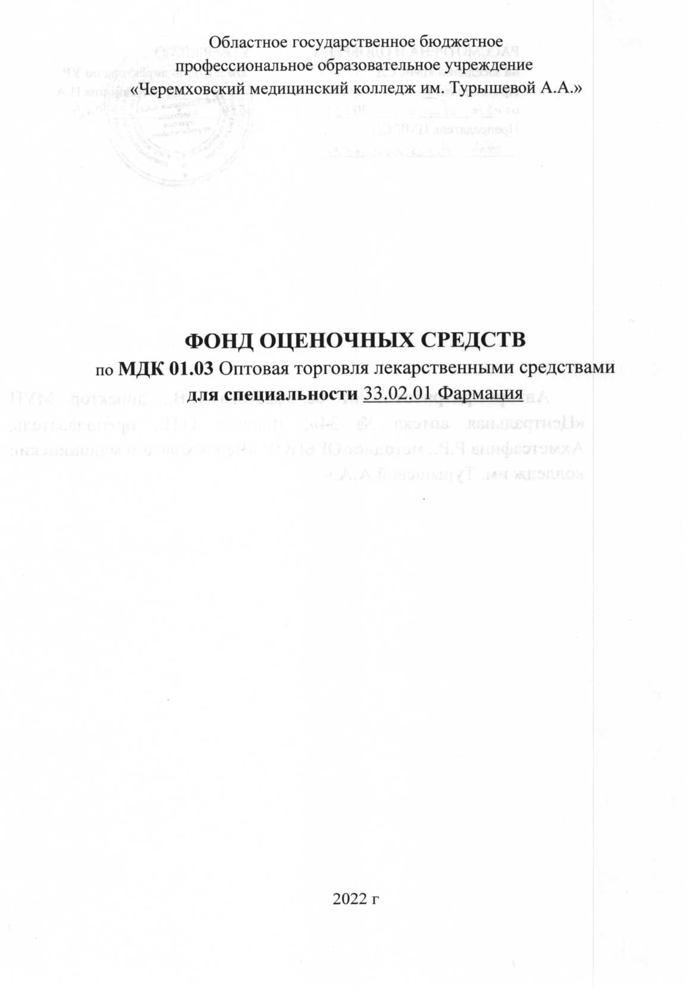 Областное государственное бюджетное
профессиональное образовательное учреждение
«Черемховский медицинский колледж им. Турышевой А.А.»
ФОНД ОЦЕНОЧНЫХ СРЕДСТВ
по МДК 01.03 Оптовая торговля лекарственными средствами
для специальности 33.02.01 Фармация
2022 г